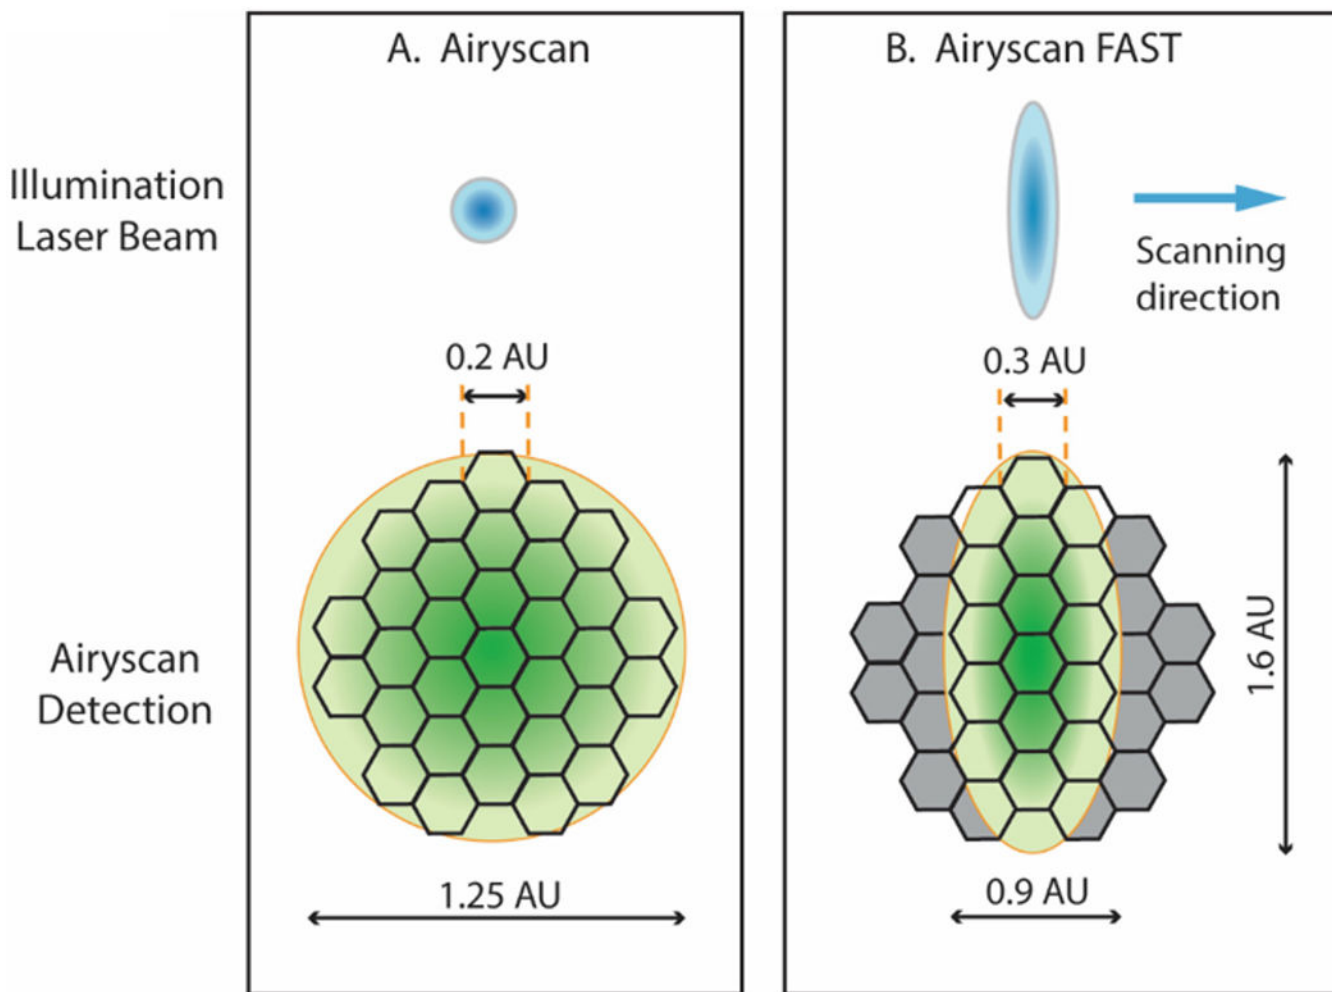 A. Airyscan
B. Airyscan FAST
Illumination
Laser Beam
Scanning
direction
0.2 AU
0.3 AU
Airyscan
Detection
1.6 AU
1.25 AU
0.9 AU